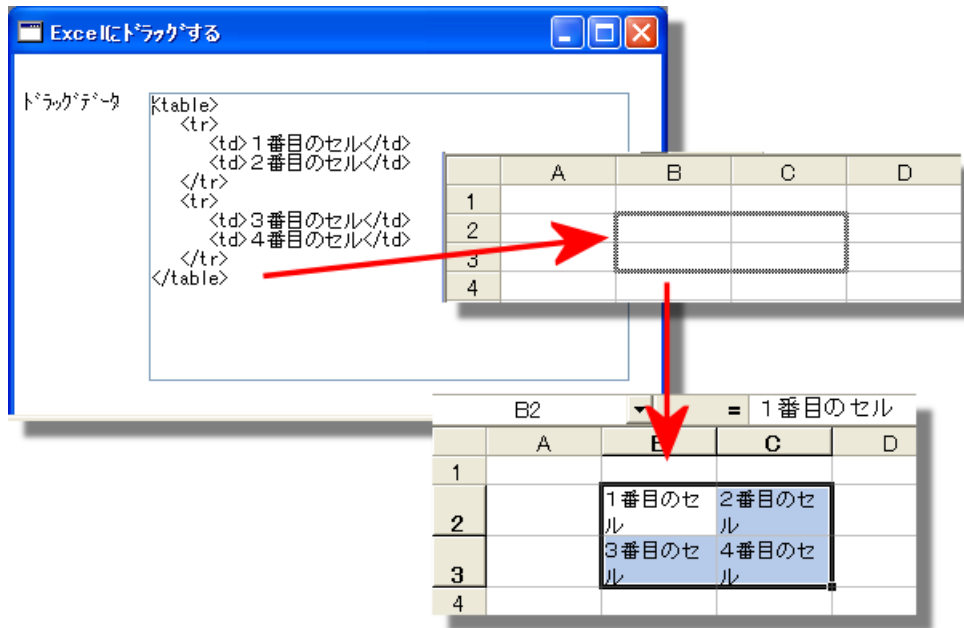 Excelにﾄﾞﾗｯｸﾞする
ﾄﾞﾗｯｸﾞﾃﾞｰﾀ
<table>
<tr>
<td>１番目のセル</td>
<td>２番目のセル</td>
</tr>
<tr>
<td>３番目のセル</td>
<td>４番目のセル</td>
</tr>
</table>
A B C D
1
2
3
4
B2 = １番目のセル
A B C D
1
2 １番目のセル ２番目のセル
3 ３番目のセル ４番目のセル
4